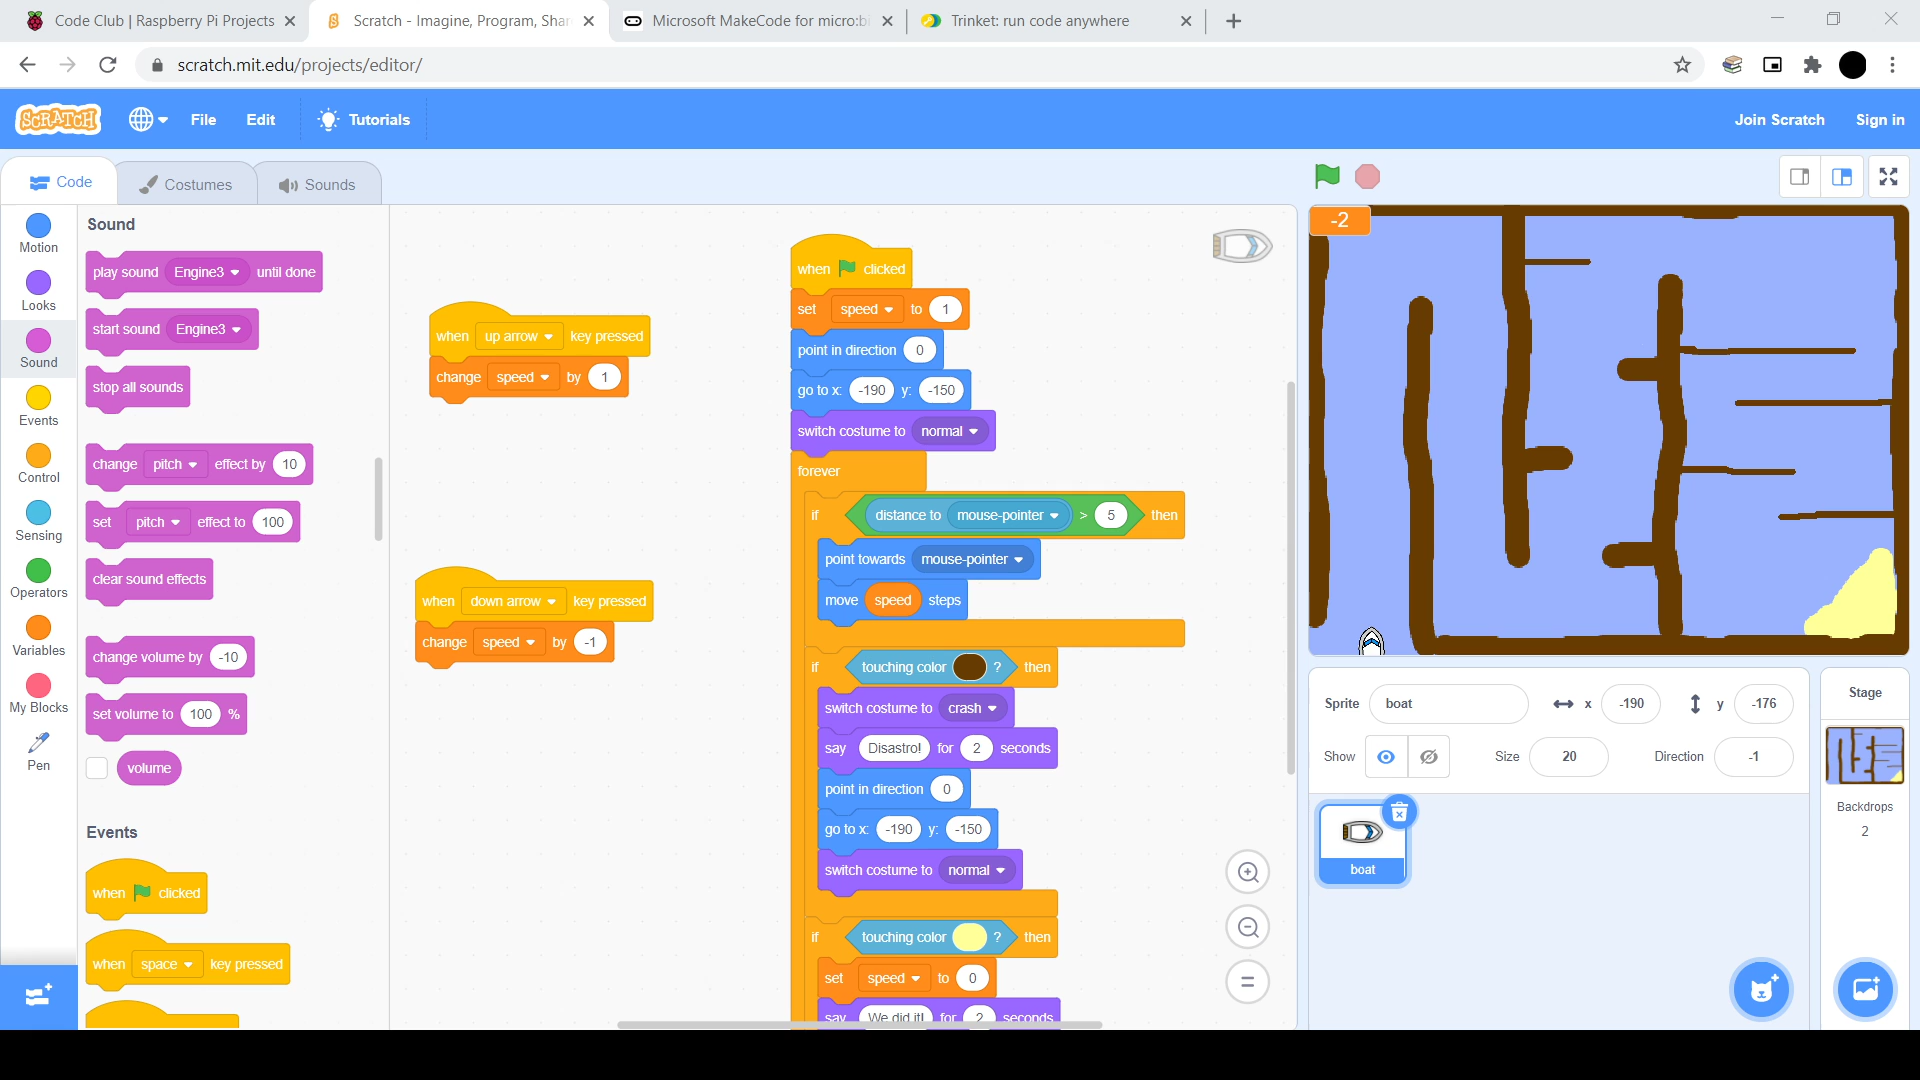 Code Club | Raspberry Pi Projects
Scratch - Imagine, Program, Shar
Microsoft MakeCode for micro:bi
Trinket: run code anywhere
scratch.mit.edu/projects/editor/
SCRATCH
File
Edit
Tutorials
Join Scratch
Sign in
Code
Costumes
Sounds
Motion
Looks
Sound
Events
Control
Sensing
Operators
Variables
My Blocks
Pen
Sound
play sound Engine3 until done
start sound Engine3
stop all sounds
change pitch effect by 10
set pitch effect to 100
clear sound effects
change volume by -10
set volume to 100 %
volume
Events
when clicked
when space key pressed
when up arrow key pressed
change speed by 1
when down arrow key pressed
change speed by -1
when clicked
set speed to 1
point in direction 0
go to x: -190 y: -150
switch costume to normal
forever
if distance to mouse-pointer > 5 then
point towards mouse-pointer
move speed steps
if touching color ? then
switch costume to crash
say Disastro! for 2 seconds
point in direction 0
go to x: -190 y: -150
switch costume to normal
if touching color ? then
set speed to 0
say We did it! for 2 seconds
-2
Sprite boat x -190 y -176
Show Size 20 Direction -1
boat
Stage
Backdrops
2